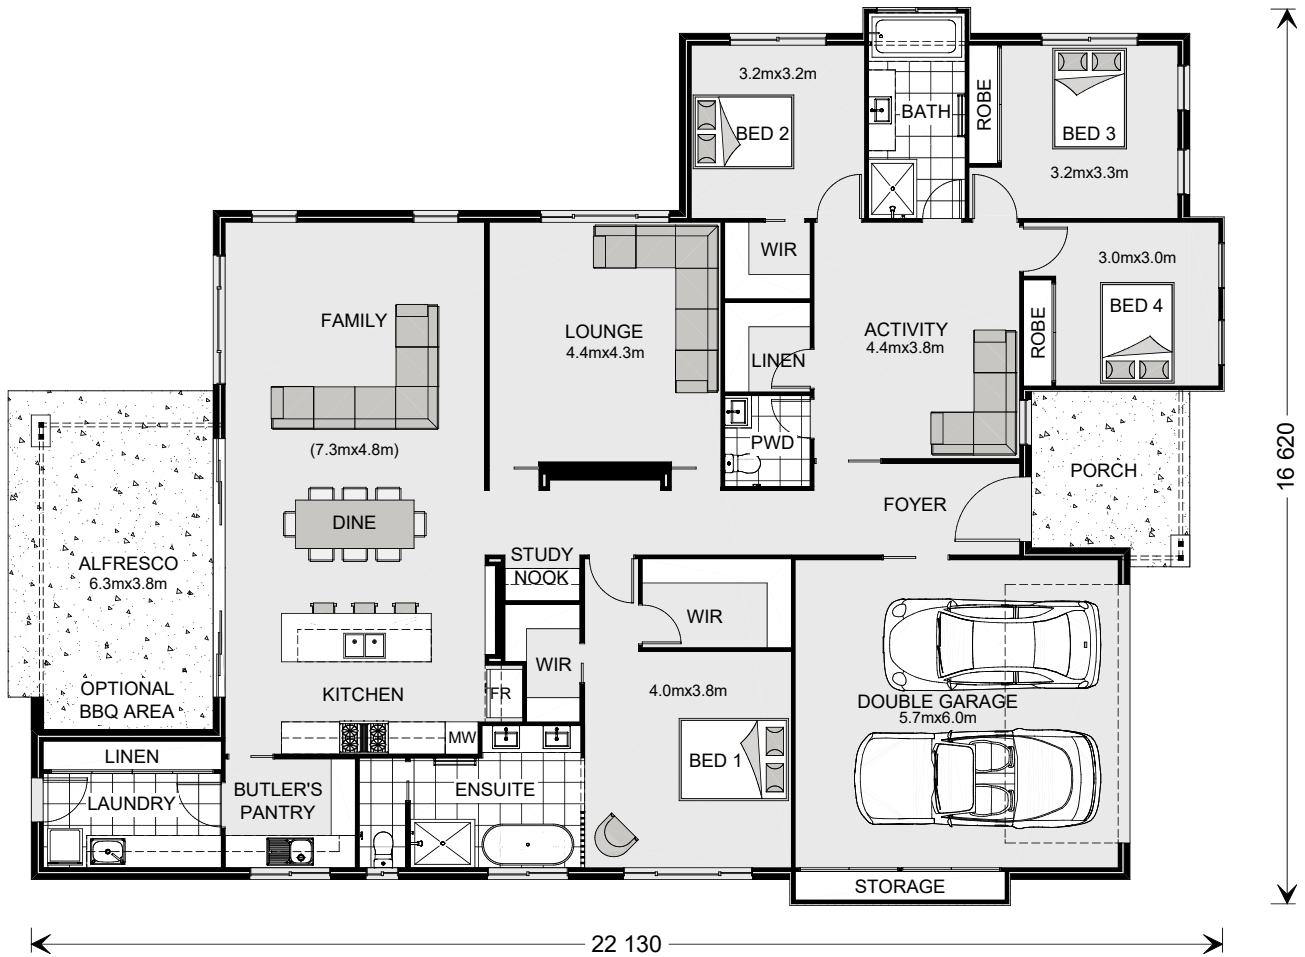 3.2mx3.2m
BED 2
BATH
ROBE
BED 3
3.2mx3.3m
WIR
3.0mx3.0m
BED 4
ROBE
FAMILY
LOUNGE
4.4mx4.3m
ACTIVITY
4.4mx3.8m
LINEN
(7.3mx4.8m)
PWD
PORCH
16 620
DINE
FOYER
ALFRESCO
6.3mx3.8m
STUDY
NOOK
WIR
WIR
KITCHEN
FR
4.0mx3.8m
OPTIONAL
BBQ AREA
DOUBLE GARAGE
5.7mx6.0m
MW
LINEN
BED 1
LAUNDRY
BUTLER'S
PANTRY
ENSUITE
STORAGE
22 130